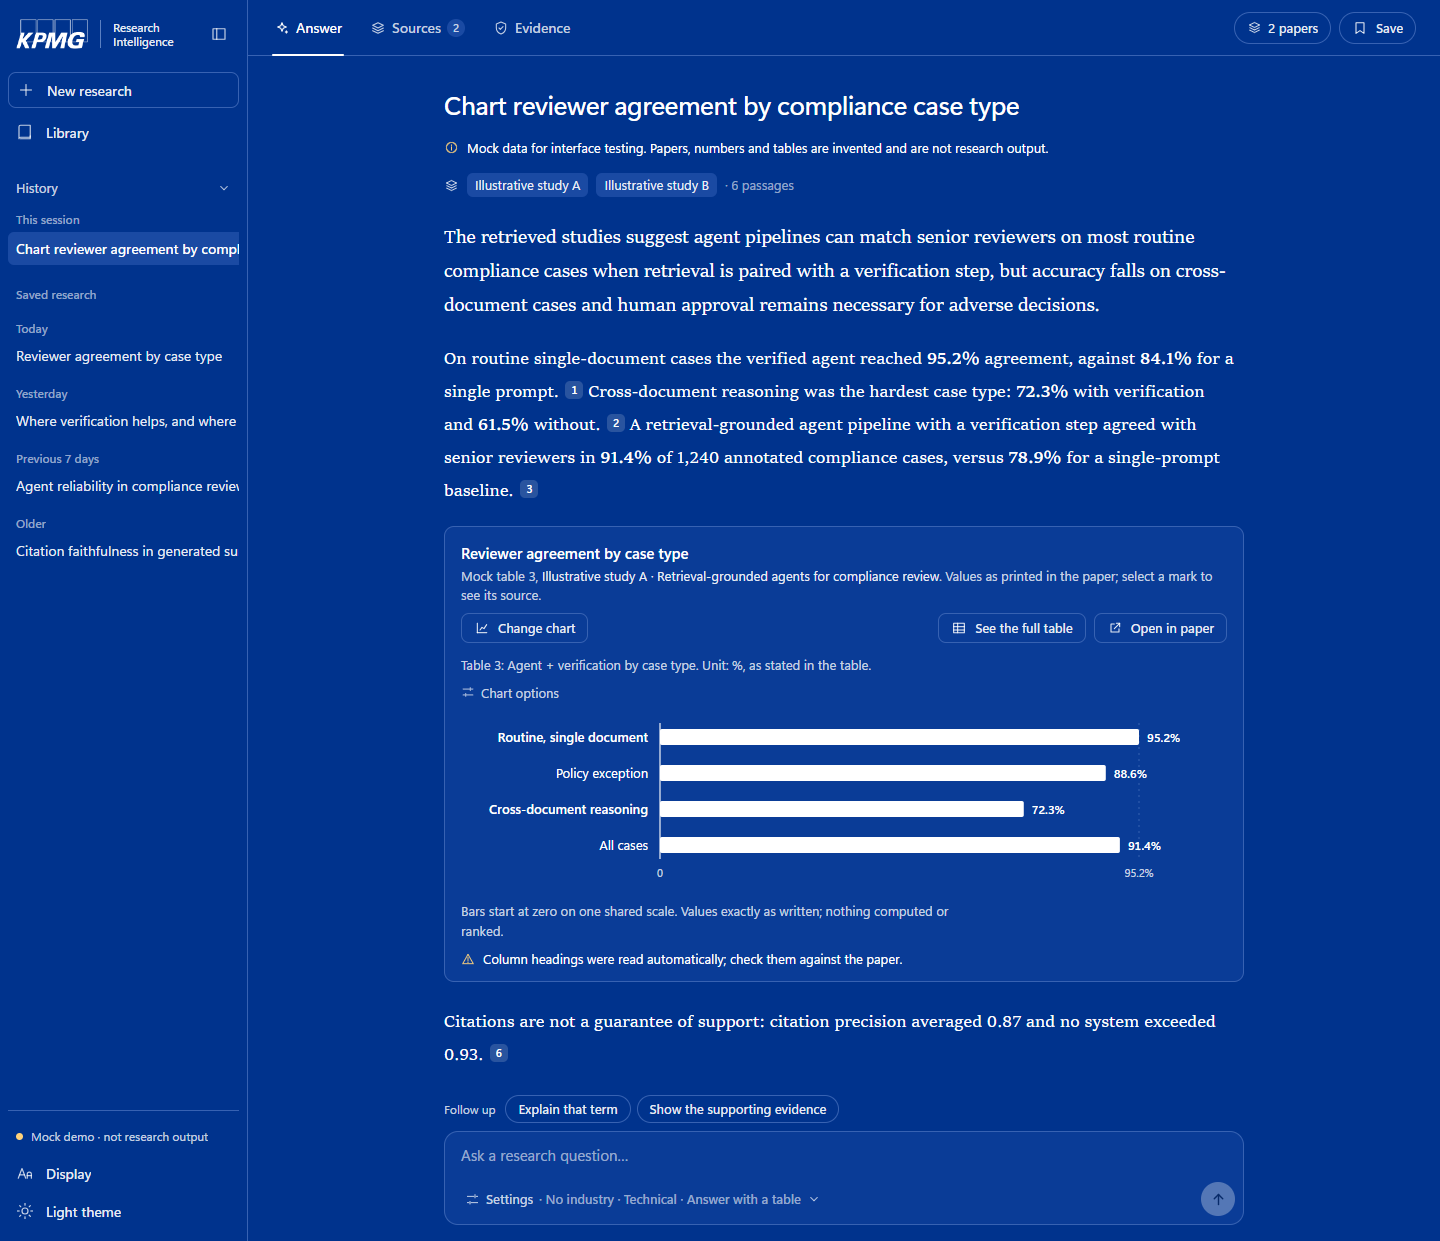 KPMG
Research
Intelligence
New research
Library
History
This session
Chart reviewer agreement by compl
Saved research
Today
Reviewer agreement by case type
Yesterday
Where verification helps, and where
Previous 7 days
Agent reliability in compliance review
Older
Citation faithfulness in generated su
Mock demo · not research output
Display
Light theme
Answer
Sources 2
Evidence
2 papers
Save
Chart reviewer agreement by compliance case type
Mock data for interface testing. Papers, numbers and tables are invented and are not research output.
Illustrative study A Illustrative study B · 6 passages
The retrieved studies suggest agent pipelines can match senior reviewers on most routine
compliance cases when retrieval is paired with a verification step, but accuracy falls on cross-
document cases and human approval remains necessary for adverse decisions.
On routine single-document cases the verified agent reached 95.2% agreement, against 84.1% for a
single prompt. 1 Cross-document reasoning was the hardest case type: 72.3% with verification
and 61.5% without. 2 A retrieval-grounded agent pipeline with a verification step agreed with
senior reviewers in 91.4% of 1,240 annotated compliance cases, versus 78.9% for a single-prompt
baseline. 3
Reviewer agreement by case type
Mock table 3, Illustrative study A · Retrieval-grounded agents for compliance review. Values as printed in the paper; select a mark to
see its source.
Change chart
See the full table
Open in paper
Table 3: Agent + verification by case type. Unit: %, as stated in the table.
Chart options
Routine, single document 95.2%
Policy exception 88.6%
Cross-document reasoning 72.3%
All cases 91.4%
0 95.2%
Bars start at zero on one shared scale. Values exactly as written; nothing computed or
ranked.
Column headings were read automatically; check them against the paper.
Citations are not a guarantee of support: citation precision averaged 0.87 and no system exceeded
0.93. 6
Follow up
Explain that term
Show the supporting evidence
Ask a research question...
Settings · No industry · Technical · Answer with a table